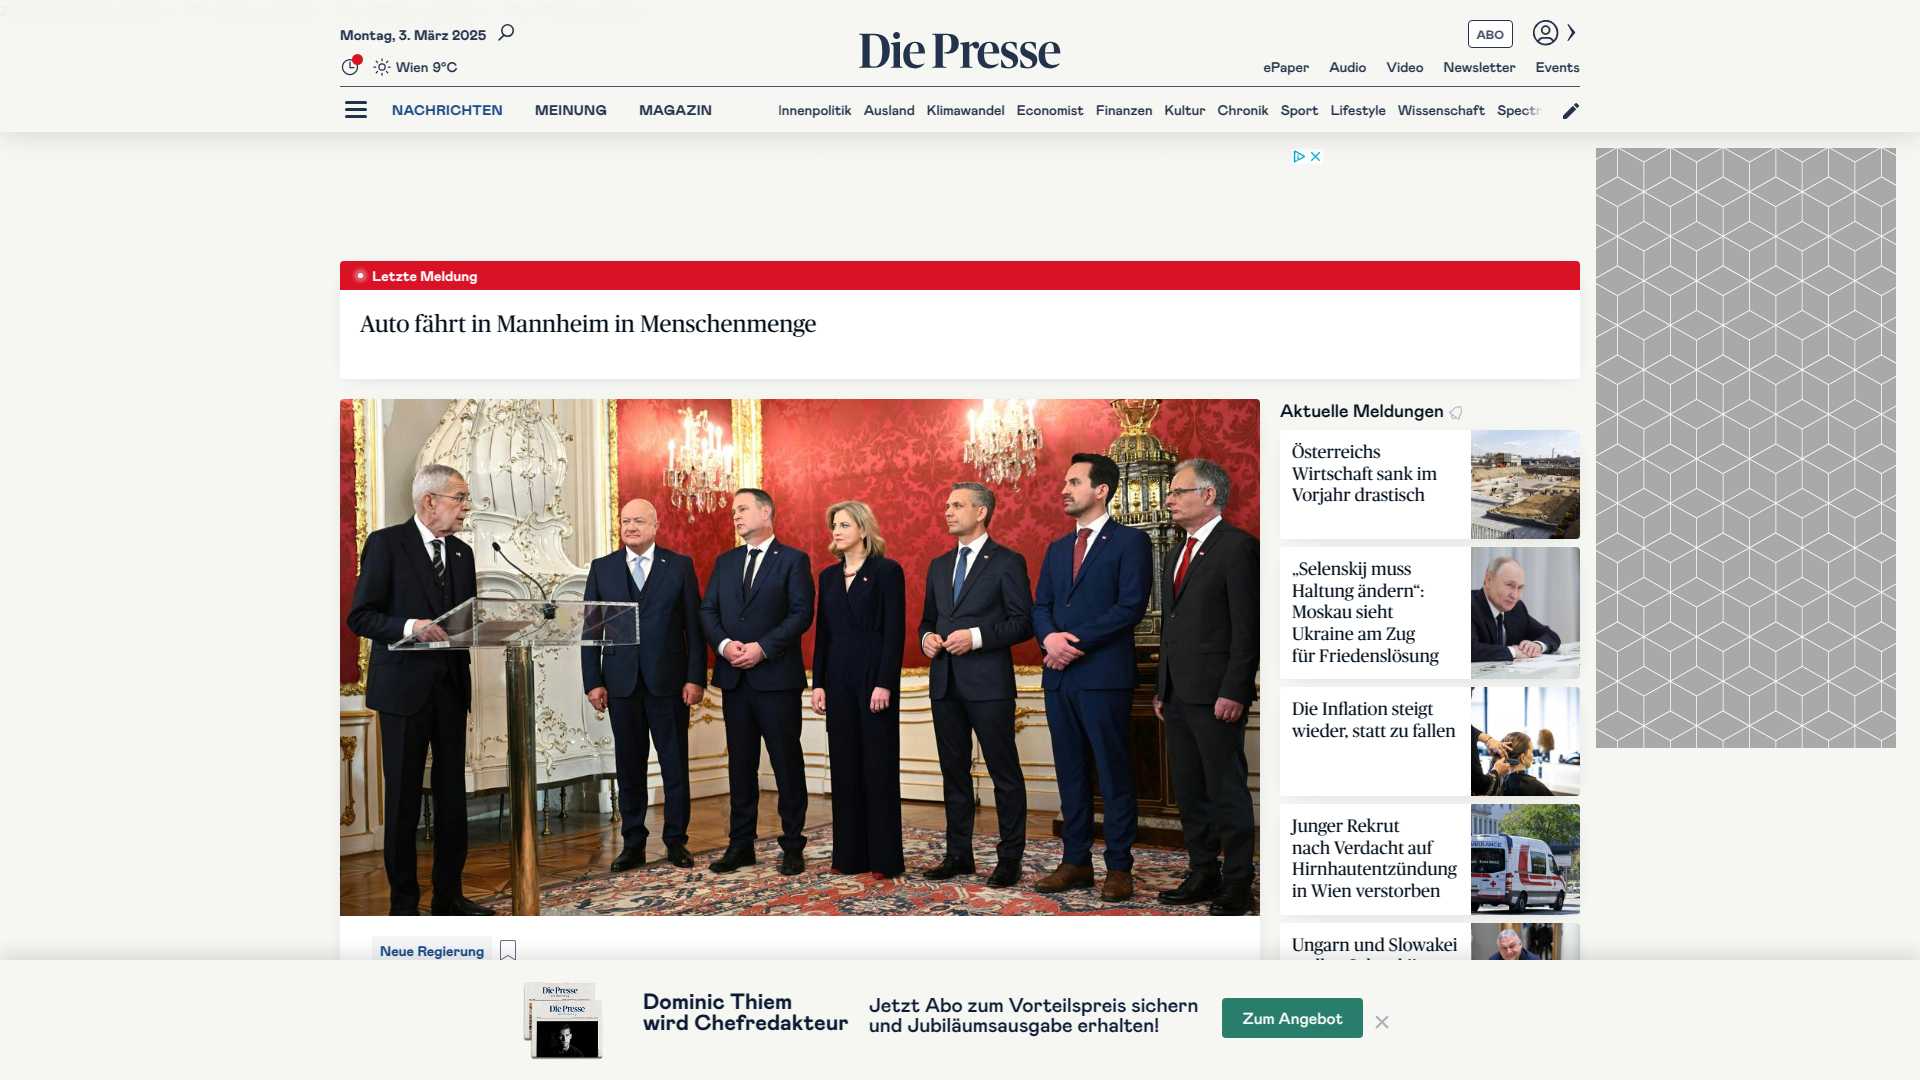 Montag, 3. März 2025
Die Presse
ABO
Wien 9°C
ePaper Audio Video Newsletter Events
NACHRICHTEN MEINUNG MAGAZIN
Innenpolitik Ausland Klimawandel Economist Finanzen Kultur Chronik Sport Lifestyle Wissenschaft Spectr
Letzte Meldung
Auto fährt in Mannheim in Menschenmenge
Aktuelle Meldungen
Österreichs
Wirtschaft sank im
Vorjahr drastisch
„Selenskij muss
Haltung ändern“:
Moskau sieht
Ukraine am Zug
für Friedenslösung
Die Inflation steigt
wieder, statt zu fallen
Junger Rekrut
nach Verdacht auf
Hirnhautentzündung
in Wien verstorben
Ungarn und Slowakei
Neue Regierung
Die Presse
Die Presse
Dominic Thiem
wird Chefredakteur
Jetzt Abo zum Vorteilspreis sichern
und Jubiläumsausgabe erhalten!
Zum Angebot